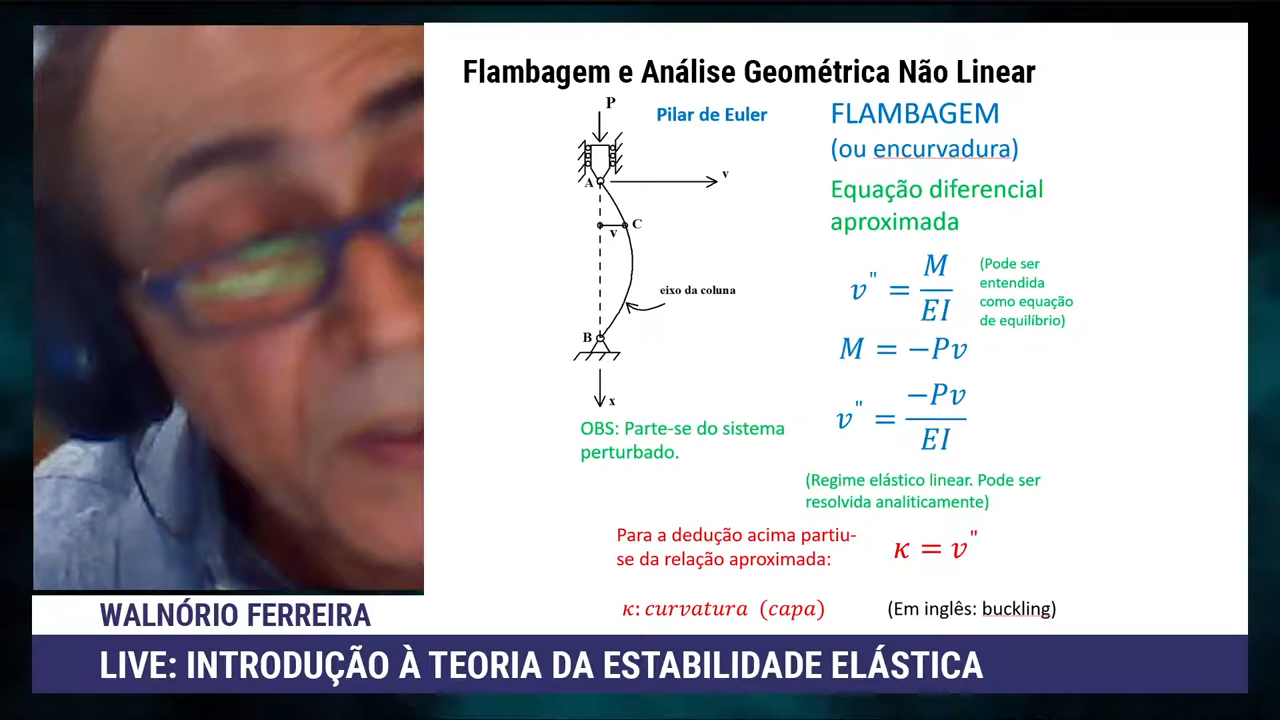 Flambagem e Análise Geométrica Não Linear
P
Pilar de Euler
v
A
C
v
eixo da coluna
B
x
OBS: Parte-se do sistema
perturbado.
FLAMBAGEM
(ou encurvadura)
Equação diferencial
aproximada
v" = M/EI
(Pode ser
entendida
como equação
de equilíbrio)
M = −Pv
v" = −Pv/EI
(Regime elástico linear. Pode ser
resolvida analiticamente)
Para a dedução acima partiu-
se da relação aproximada:
κ = v"
κ: curvatura (capa)
(Em inglês: buckling)
WALNÓRIO FERREIRA
LIVE: INTRODUÇÃO À TEORIA DA ESTABILIDADE ELÁSTICA